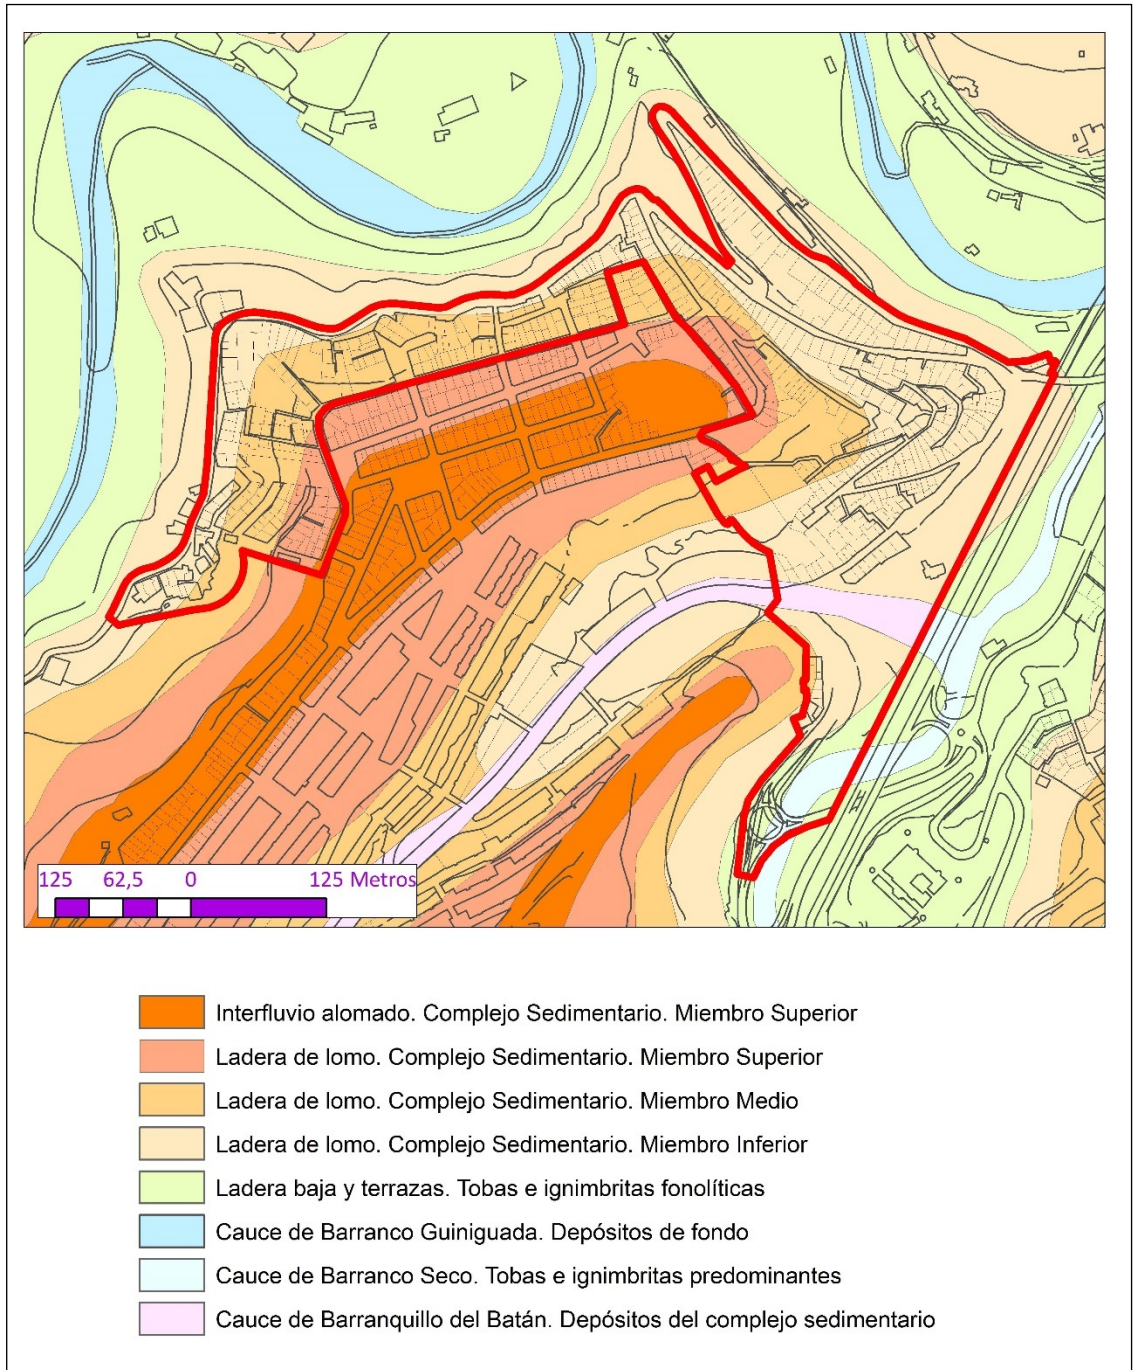 125 62,5 0 125 Metros
Interfluvio alomado. Complejo Sedimentario. Miembro Superior
Ladera de lomo. Complejo Sedimentario. Miembro Superior
Ladera de lomo. Complejo Sedimentario. Miembro Medio
Ladera de lomo. Complejo Sedimentario. Miembro Inferior
Ladera baja y terrazas. Tobas e ignimbritas fonolíticas
Cauce de Barranco Guiniguada. Depósitos de fondo
Cauce de Barranco Seco. Tobas e ignimbritas predominantes
Cauce de Barranquillo del Batán. Depósitos del complejo sedimentario